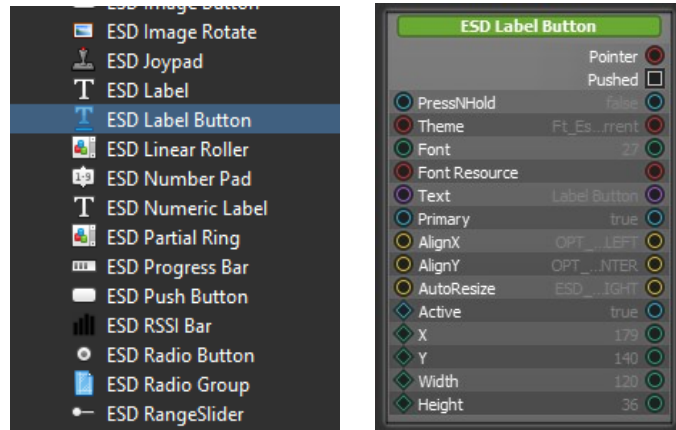 ESD Image Button
ESD Image Rotate
ESD Joypad
ESD Label
ESD Label Button
ESD Linear Roller
ESD Number Pad
ESD Numeric Label
ESD Partial Ring
ESD Progress Bar
ESD Push Button
ESD RSSI Bar
ESD Radio Button
ESD Radio Group
ESD RangeSlider
ESD Label Button
Pointer
Pushed
PressNHold false
Theme Ft_Es...rrent
Font 27
Font Resource
Text Label Button
Primary true
AlignX OPT_...LEFT
AlignY OPT_...NTER
AutoResize ESD_...IGHT
Active true
X 179
Y 140
Width 120
Height 36